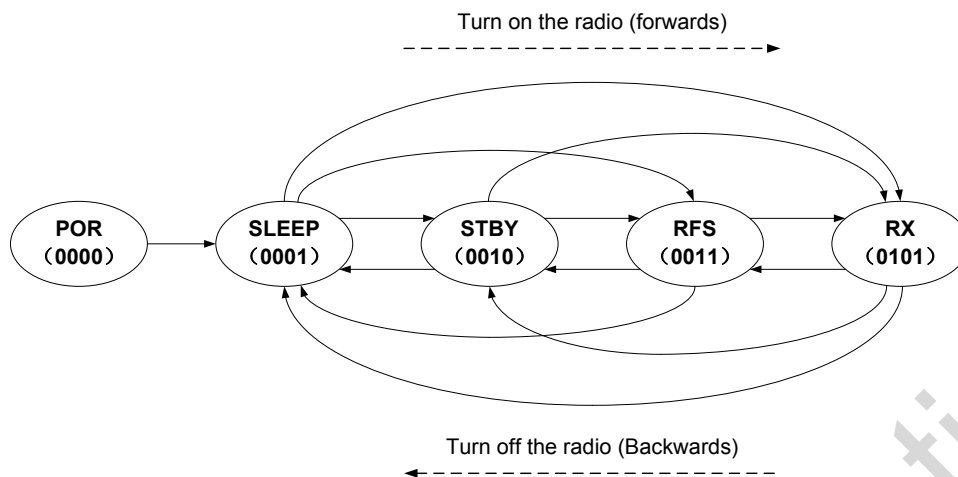 Turn on the radio (forwards)
POR
（0000）
SLEEP
（0001）
STBY
（0010）
RFS
（0011）
RX
（0101）
Turn off the radio (Backwards)